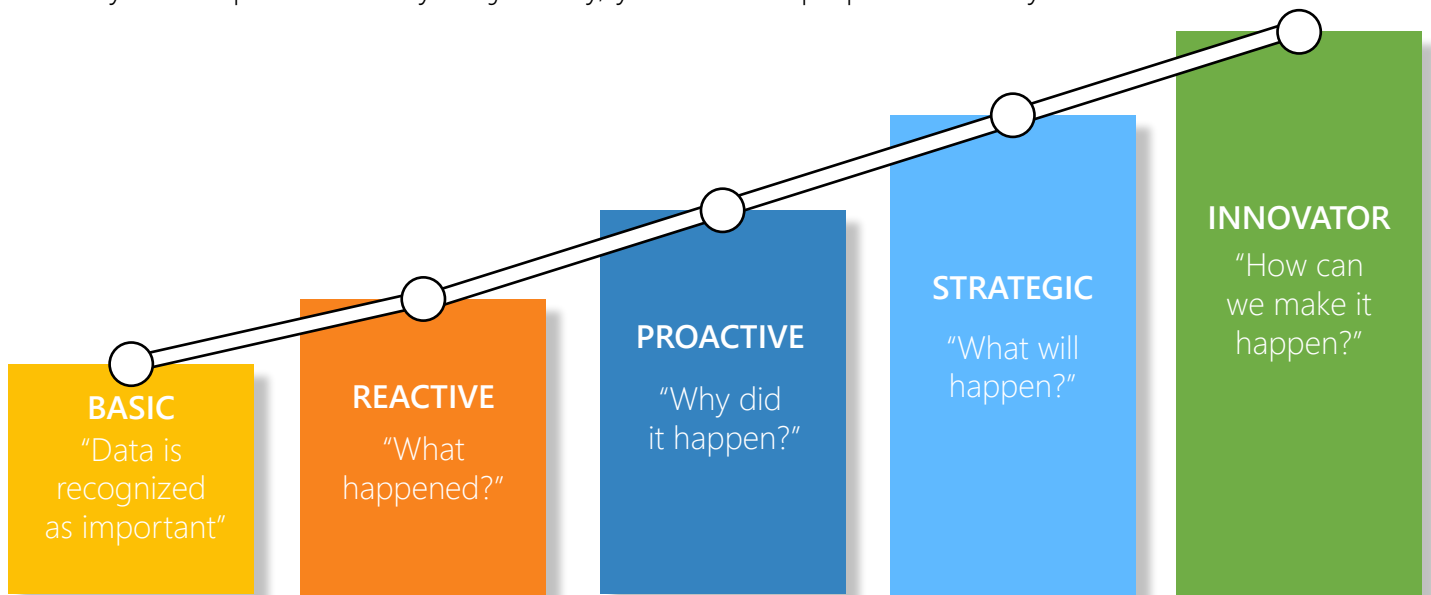 BASIC
“Data is
recognized
as important”
REACTIVE
“What
happened?”
PROACTIVE
“Why did
it happen?”
STRATEGIC
“What will
happen?”
INNOVATOR
“How can
we make it
happen?”